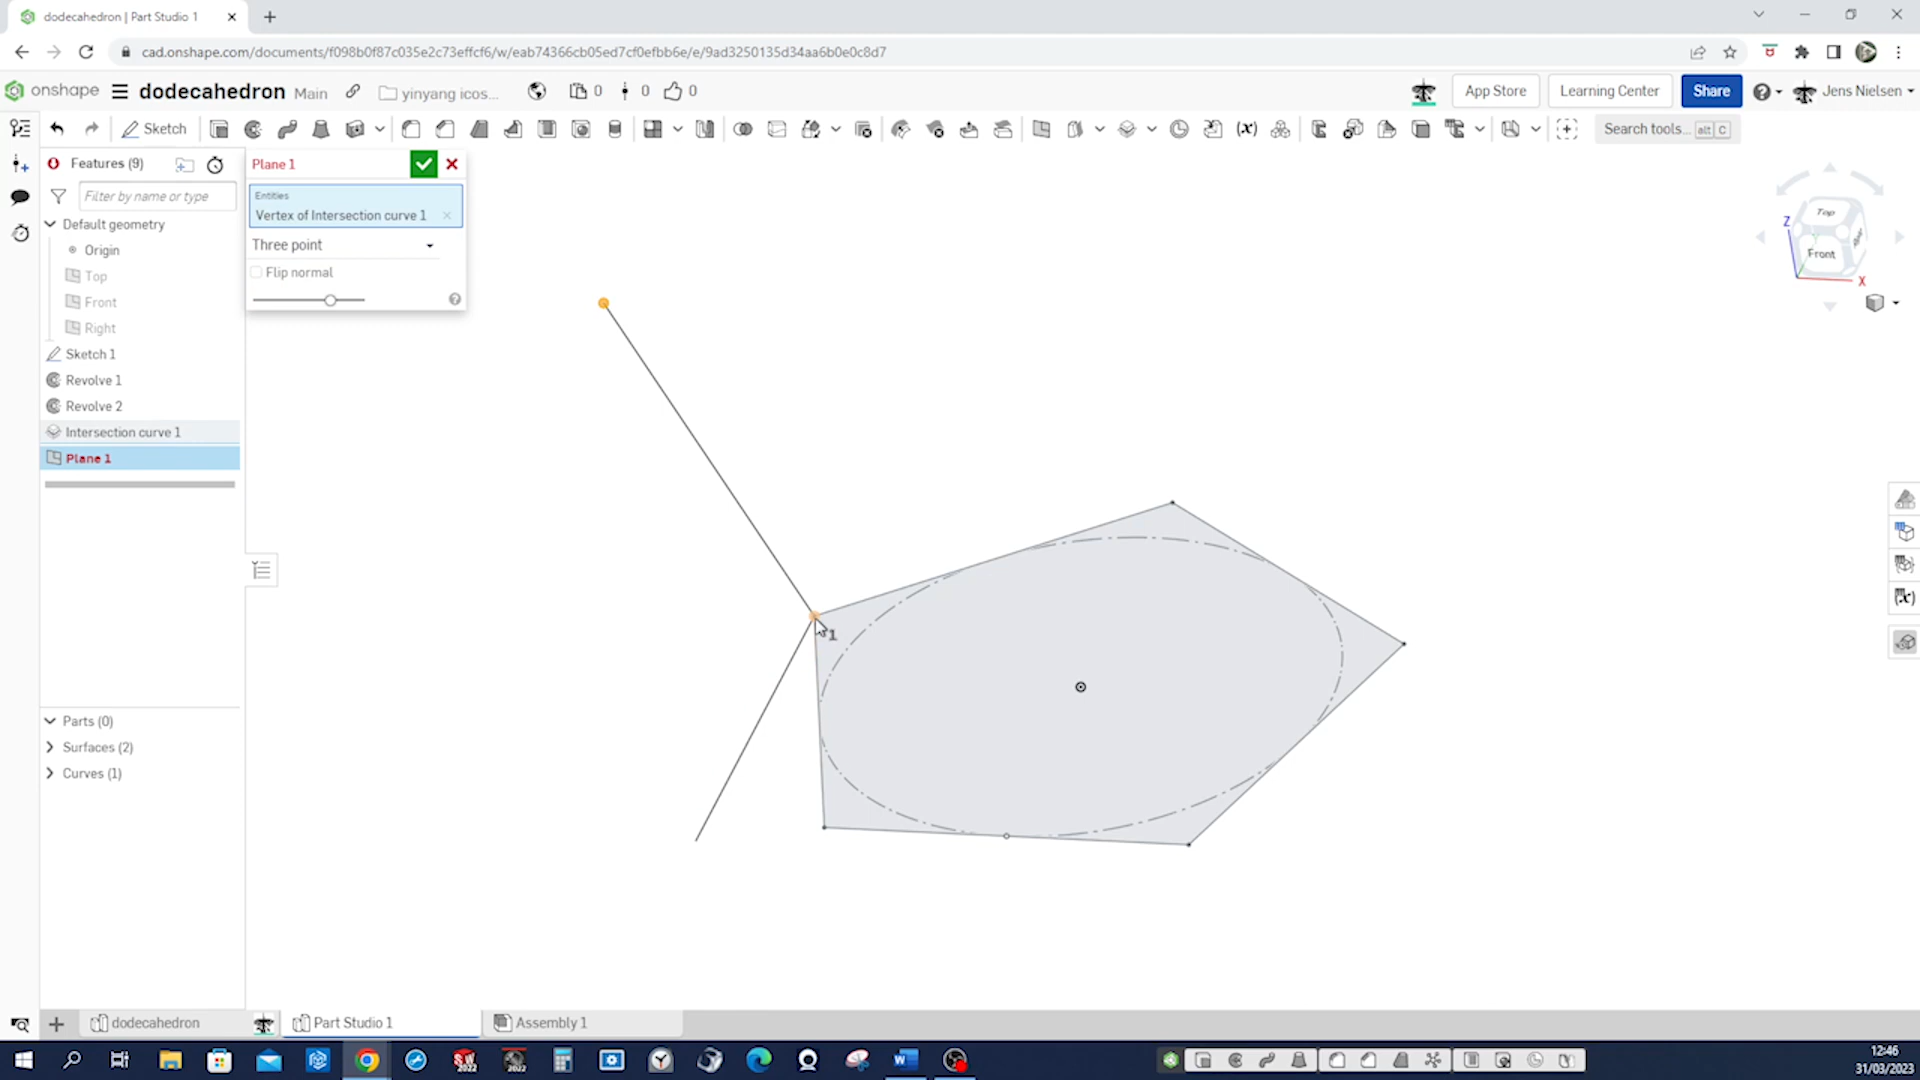 dodecahedron | Part Studio 1
cad.onshape.com/documents/f098b0f87c035e2c73effcf6/w/eab74366cb05ed7cf0efbb6e/e/9ad3250135d34aa6b0e0c8d7
onshape dodecahedron Main yinyang icos... 0 0 0 App Store Learning Center Share Jens Nielsen
Sketch Search tools... alt C
Features (9)
Filter by name or type
Default geometry
Origin
Top
Front
Right
Sketch 1
Revolve 1
Revolve 2
Intersection curve 1
Plane 1
Parts (0)
Surfaces (2)
Curves (1)
Plane 1
Entities
Vertex of Intersection curve 1
Three point
Flip normal
1
Top
Z
Front
X
dodecahedron Part Studio 1 Assembly 1
SW 2022
2022
12:46
31/03/2023